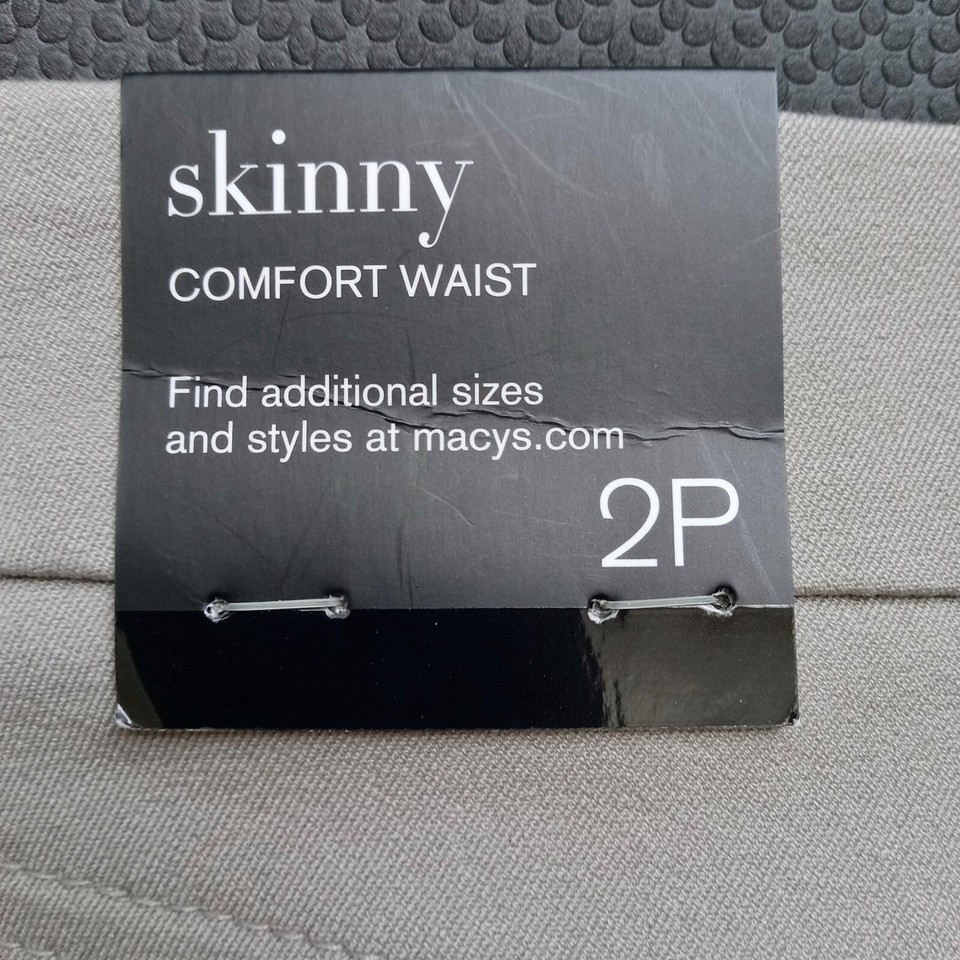 skinny
COMFORT WAIST
Find additional sizes
and styles at macys.com
2P